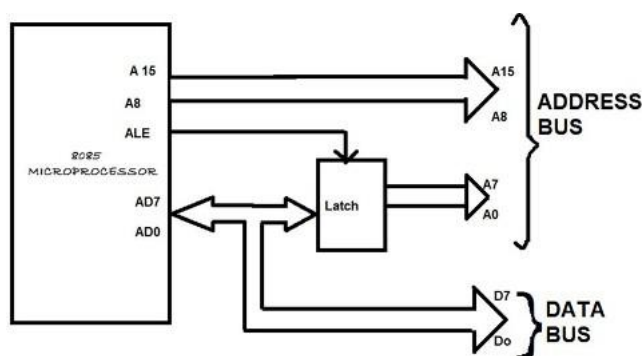 A 15
A8
ALE
8085
MICROPROCESSOR
AD7
AD0
Latch
A15
A8
A7
A0
ADDRESS
BUS
D7
Do
DATA
BUS